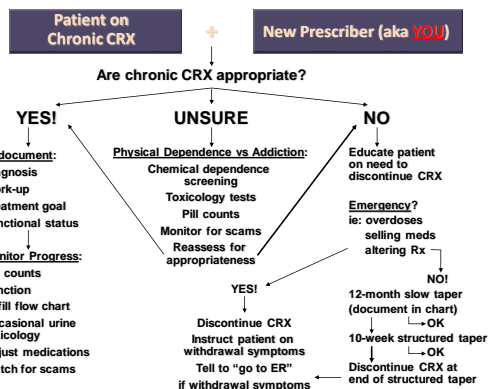 Patient on
Chronic CRX
+
New Prescriber (aka YOU)
Are chronic CRX appropriate?
YES!
document:
gnosis
rk-up
eatment goal
nctional status
nitor Progress:
counts
nction
fill flow chart
casional urine
icology
just medications
tch for scams
UNSURE
Physical Dependence vs Addiction:
Chemical dependence
screening
Toxicology tests
Pill counts
Monitor for scams
Reassess for
appropriateness
NO
Educate patient
on need to
discontinue CRX
Emergency?
ie: overdoses
selling meds
altering Rx
YES!
Discontinue CRX
Instruct patient on
withdrawal symptoms
Tell to "go to ER"
if withdrawal symptoms
NO!
12-month slow taper
(document in chart)
OK
10-week structured taper
OK
Discontinue CRX at
end of structured taper